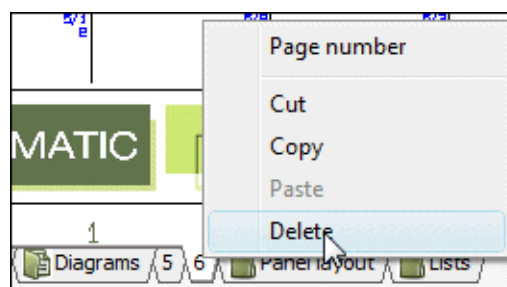 Page number
Cut
Copy
MATIC
Paste
1
Delete
Diagrams 5 6 Panel layout Lists